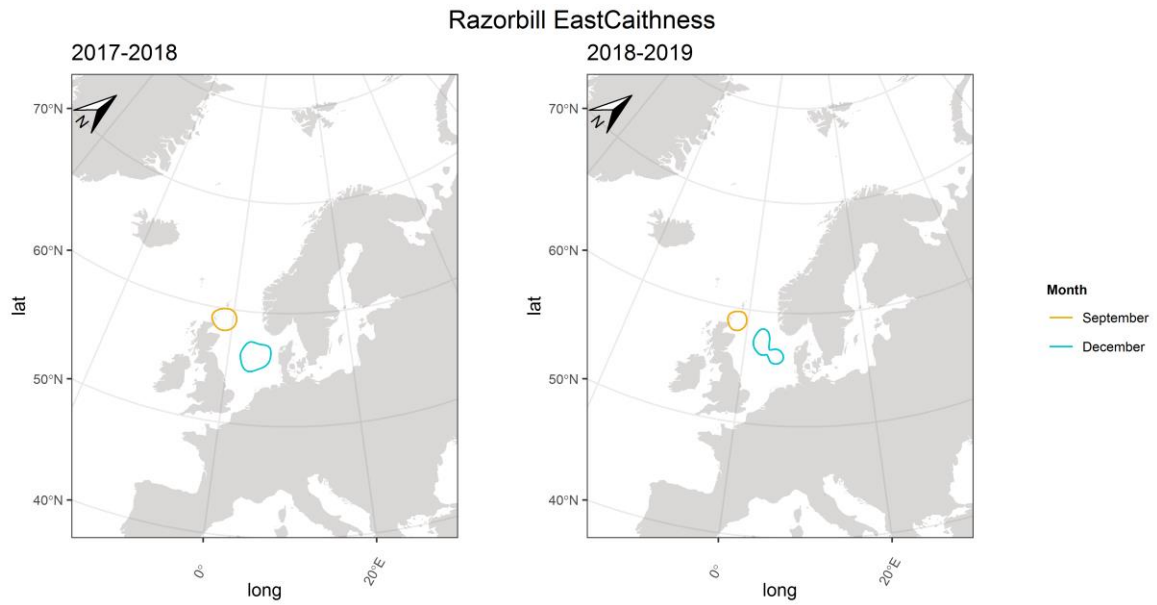 Razorbill EastCaithness
2017-2018
2018-2019
70°N
60°N
50°N
40°N
lat
N
0°
20°E
long
70°N
60°N
50°N
40°N
lat
N
0°
20°E
long
Month
September
December